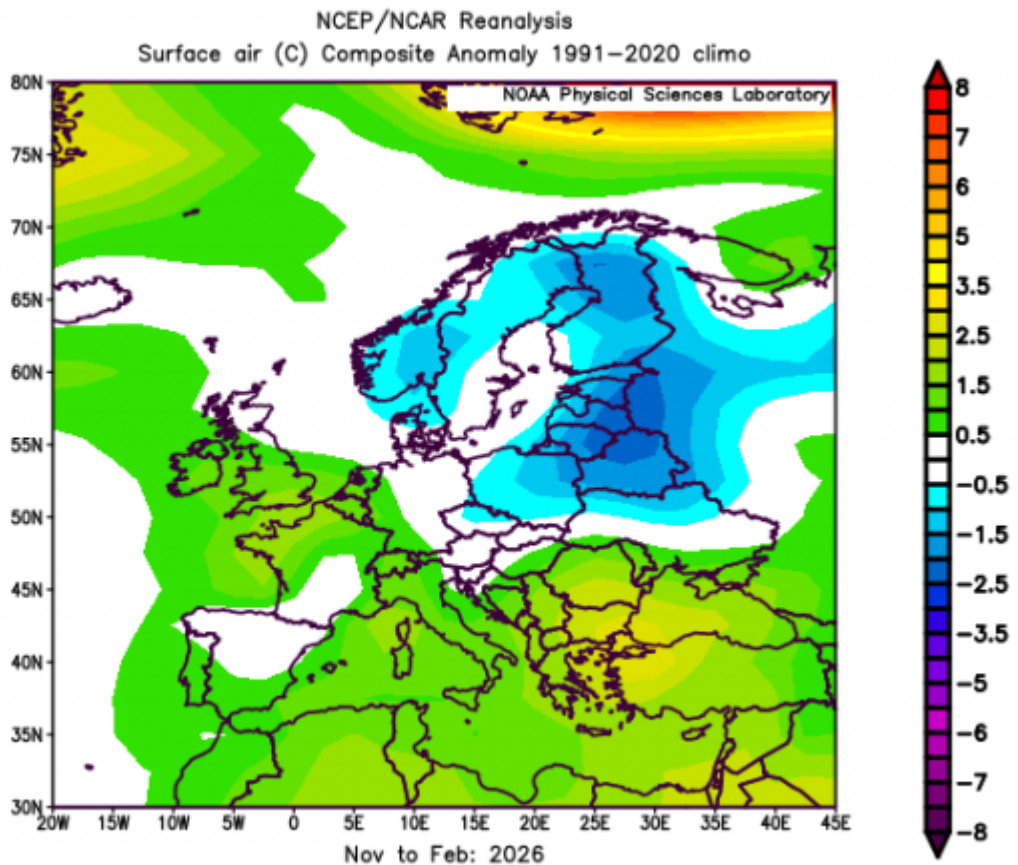 NCEP/NCAR Reanalysis
Surface air (C) Composite Anomaly 1991−2020 climo
NOAA Physical Sciences Laboratory
80N
75N
70N
65N
60N
55N
50N
45N
40N
35N
30N
20W 15W 10W 5W 0 5E 10E 15E 20E 25E 30E 35E 40E 45E
Nov to Feb: 2026
8
7
6
5
3.5
2.5
1.5
0.5
−0.5
−1.5
−2.5
−3.5
−5
−6
−7
−8